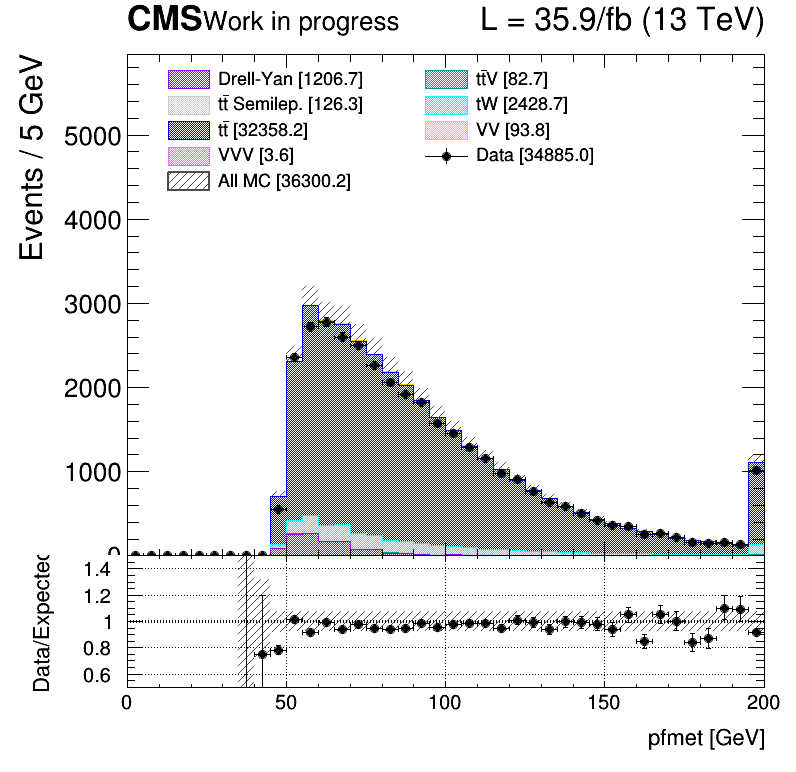 CMS Work in progress L = 35.9/fb (13 TeV)
Drell-Yan [1206.7] tt̄V [82.7]
tt̄ Semilep. [126.3] tW [2428.7]
tt̄ [32358.2] VV [93.8]
VVV [3.6] Data [34885.0]
All MC [36300.2]
Events / 5 GeV
5000
4000
3000
2000
1000
0
Data/Expected
1.4
1.2
1
0.8
0.6
0 50 100 150 200
pfmet [GeV]